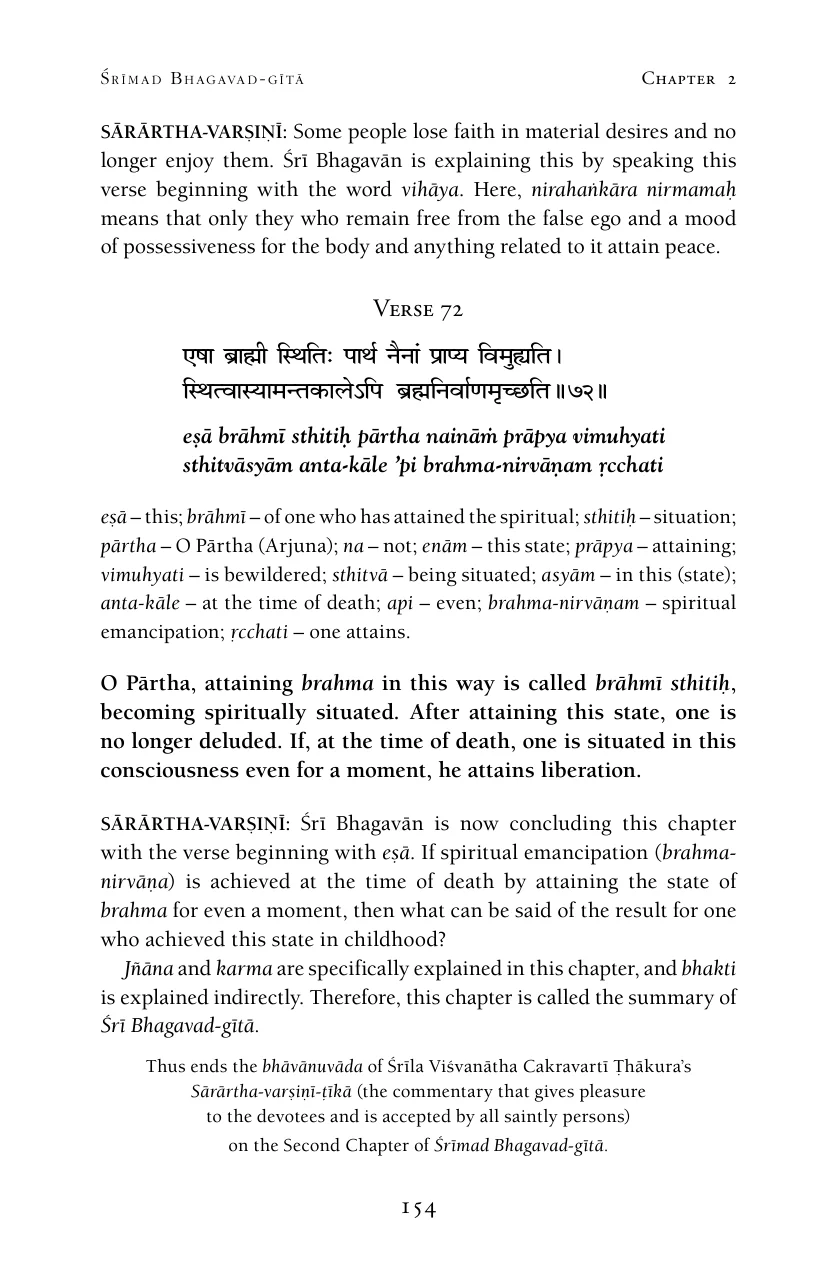 Śrīmad Bhagavad-gītā Chapter 2
SĀRĀRTHA-VARṢIṆĪ: Some people lose faith in material desires and no
longer enjoy them. Śrī Bhagavān is explaining this by speaking this
verse beginning with the word vihāya. Here, nirahaṅkāra nirmamaḥ
means that only they who remain free from the false ego and a mood
of possessiveness for the body and anything related to it attain peace.
Verse 72
एषा ब्राह्मी स्थितिः पार्थ नैनां प्राप्य विमुह्यति।
स्थित्वास्यामन्तकालेऽपि ब्रह्मनिर्वाणमृच्छति॥७२॥
eṣā brāhmī sthitiḥ pārtha naināṁ prāpya vimuhyati
sthitvāsyām anta-kāle ’pi brahma-nirvāṇam ṛcchati
eṣā – this; brāhmī – of one who has attained the spiritual; sthitiḥ – situation;
pārtha – O Pārtha (Arjuna); na – not; enām – this state; prāpya – attaining;
vimuhyati – is bewildered; sthitvā – being situated; asyām – in this (state);
anta-kāle – at the time of death; api – even; brahma-nirvāṇam – spiritual
emancipation; ṛcchati – one attains.
O Pārtha, attaining brahma in this way is called brāhmī sthitiḥ,
becoming spiritually situated. After attaining this state, one is
no longer deluded. If, at the time of death, one is situated in this
consciousness even for a moment, he attains liberation.
SĀRĀRTHA-VARṢIṆĪ: Śrī Bhagavān is now concluding this chapter
with the verse beginning with eṣā. If spiritual emancipation (brahma-
nirvāṇa) is achieved at the time of death by attaining the state of
brahma for even a moment, then what can be said of the result for one
who achieved this state in childhood?
Jñāna and karma are specifically explained in this chapter, and bhakti
is explained indirectly. Therefore, this chapter is called the summary of
Śrī Bhagavad-gītā.
Thus ends the bhāvānuvāda of Śrīla Viśvanātha Cakravartī Ṭhākura’s
Sārārtha-varṣiṇī-ṭīkā (the commentary that gives pleasure
to the devotees and is accepted by all saintly persons)
on the Second Chapter of Śrīmad Bhagavad-gītā.
154